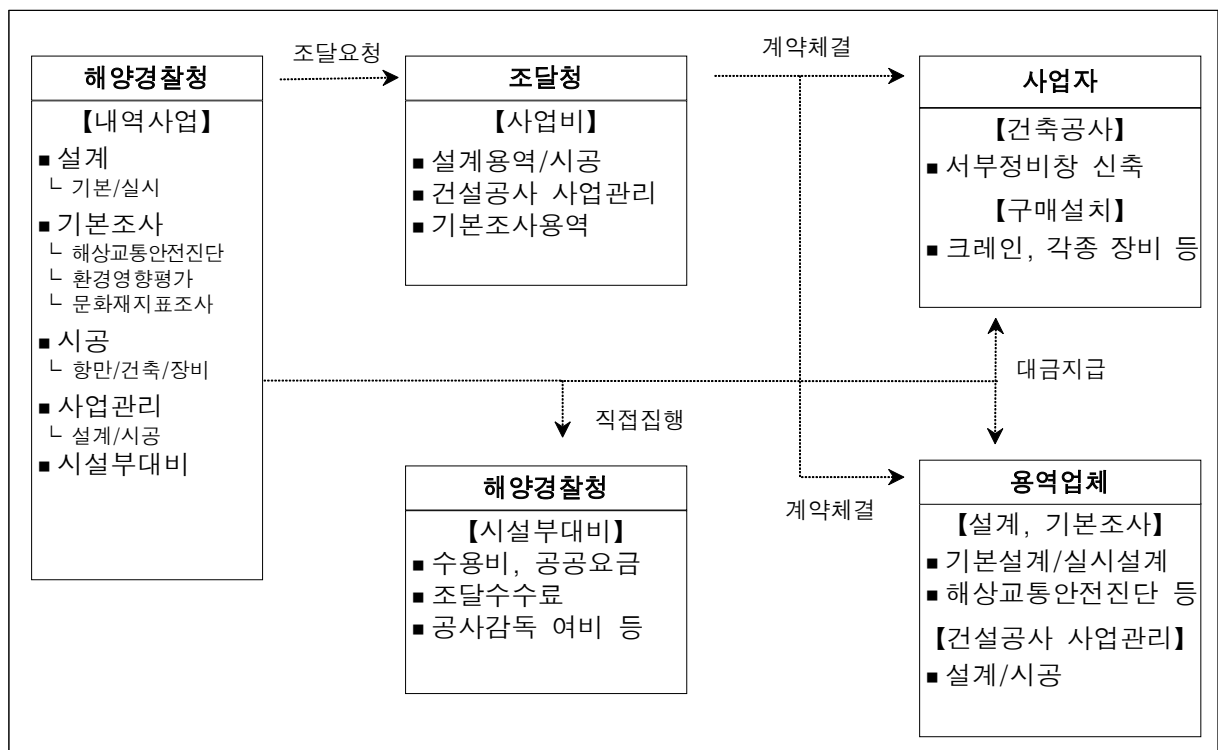 조달요청
계약체결
해양경찰청
【내역사업】
■ 설계
└ 기본/실시
■ 기본조사
└ 해상교통안전진단
└ 환경영향평가
└ 문화재지표조사
■ 시공
└ 항만/건축/장비
■ 사업관리
└ 설계/시공
■ 시설부대비
조달청
【사업비】
■ 설계용역/시공
■ 건설공사 사업관리
■ 기본조사용역
사업자
【건축공사】
■ 서부정비창 신축
【구매설치】
■ 크레인, 각종 장비 등
대금지급
직접집행
해양경찰청
【시설부대비】
■ 수용비, 공공요금
■ 조달수수료
■ 공사감독 여비 등
계약체결
용역업체
【설계, 기본조사】
■ 기본설계/실시설계
■ 해상교통안전진단 등
【건설공사 사업관리】
■ 설계/시공